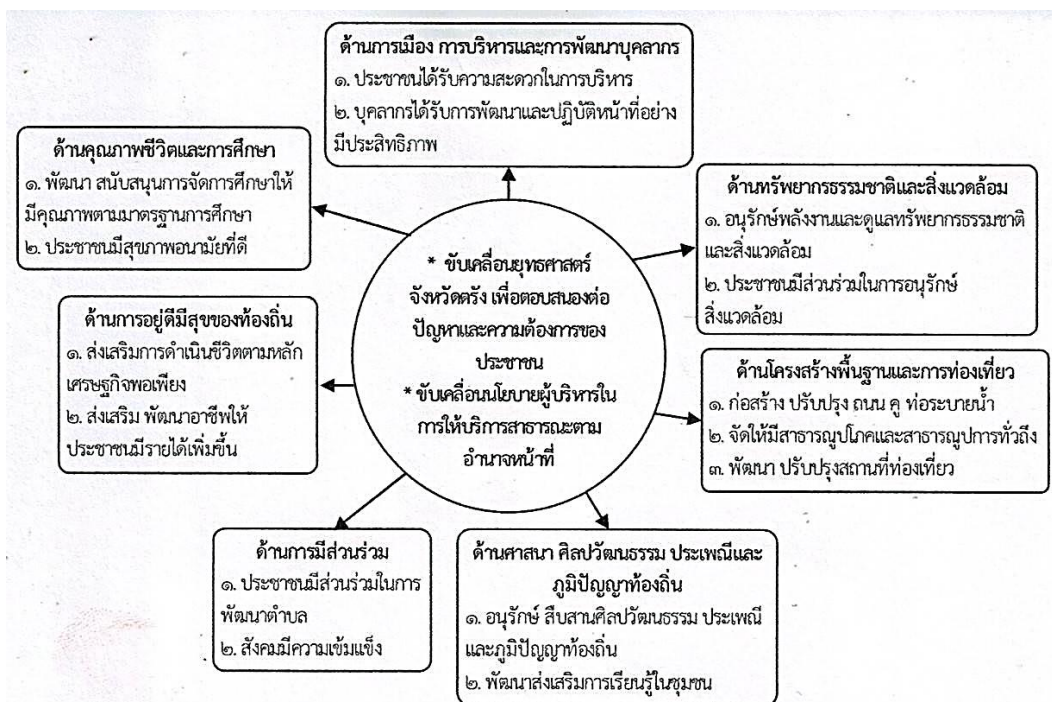 ด้านการเมือง การบริหารและการพัฒนาบุคลากร
๑. ประชาชนได้รับความสะดวกในการบริหาร
๒. บุคลากรได้รับการพัฒนาและปฏิบัติหน้าที่อย่าง
มีประสิทธิภาพ
ด้านคุณภาพชีวิตและการศึกษา
๑. พัฒนา สนับสนุนการจัดการศึกษาให้
มีคุณภาพตามมาตรฐานการศึกษา
๒. ประชาชนมีสุขภาพอนามัยที่ดี
ด้านทรัพยากรธรรมชาติและสิ่งแวดล้อม
๑. อนุรักษ์พลังงานและดูแลทรัพยากรธรรมชาติ
และสิ่งแวดล้อม
๒. ประชาชนมีส่วนร่วมในการอนุรักษ์
สิ่งแวดล้อม
* ขับเคลื่อนยุทธศาสตร์
จังหวัดตรัง เพื่อตอบสนองต่อ
ปัญหาและความต้องการของ
ประชาชน
* ขับเคลื่อนนโยบายผู้บริหารใน
การให้บริการสาธารณะตาม
อำนาจหน้าที่
ด้านการอยู่ดีมีสุขของท้องถิ่น
๑. ส่งเสริมการดำเนินชีวิตตามหลัก
เศรษฐกิจพอเพียง
๒. ส่งเสริม พัฒนาอาชีพให้
ประชาชนมีรายได้เพิ่มขึ้น
ด้านโครงสร้างพื้นฐานและการท่องเที่ยว
๑. ก่อสร้าง ปรับปรุง ถนน คู ท่อระบายน้ำ
๒. จัดให้มีสาธารณูปโภคและสาธารณูปการทั่วถึง
๓. พัฒนา ปรับปรุงสถานที่ท่องเที่ยว
ด้านการมีส่วนร่วม
๑. ประชาชนมีส่วนร่วมในการ
พัฒนาตำบล
๒. สังคมมีความเข้มแข็ง
ด้านศาสนา ศิลปวัฒนธรรม ประเพณีและ
ภูมิปัญญาท้องถิ่น
๑. อนุรักษ์ สืบสานศิลปวัฒนธรรม ประเพณี
และภูมิปัญญาท้องถิ่น
๒. พัฒนาส่งเสริมการเรียนรู้ในชุมชน